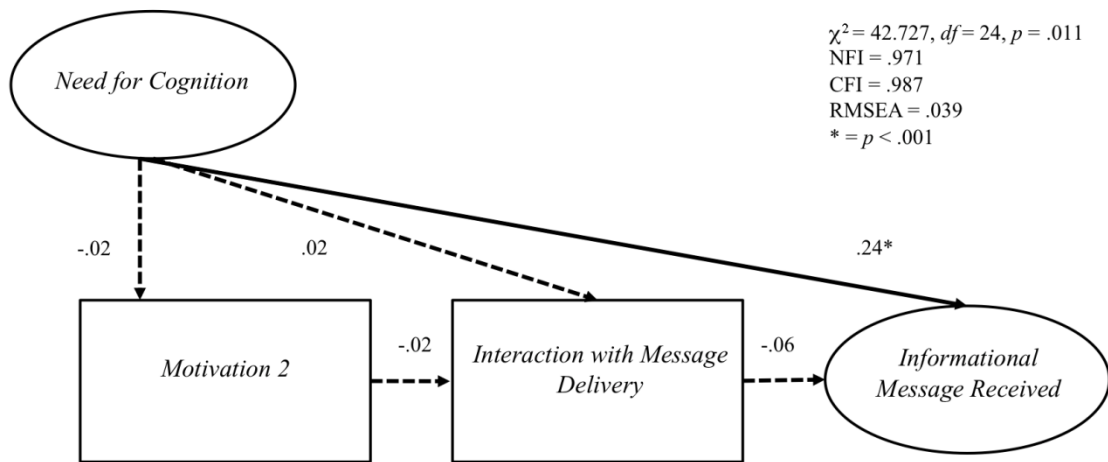 Need for Cognition
χ² = 42.727, df = 24, p = .011
NFI = .971
CFI = .987
RMSEA = .039
* = p < .001
-.02
.02
.24*
Motivation 2
-.02
Interaction with Message
Delivery
-.06
Informational
Message Received